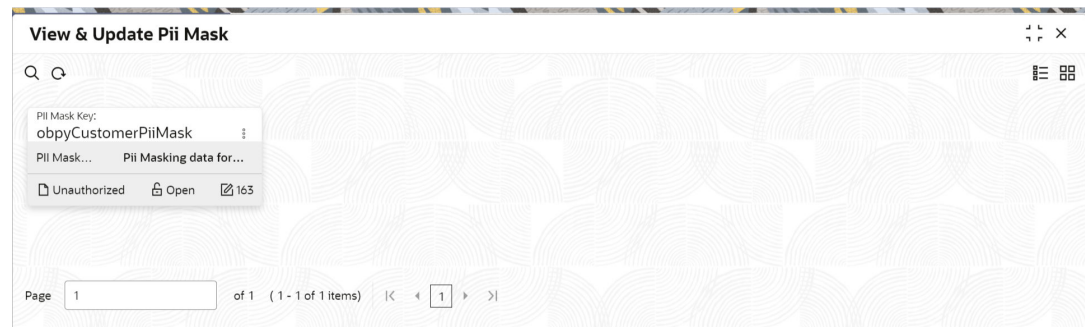 View & Update Pii Mask
PII Mask Key:
obpyCustomerPiiMask
PII Mask... Pii Masking data for...
Unauthorized Open 163
Page 1 of 1 ( 1 - 1 of 1 items) 1